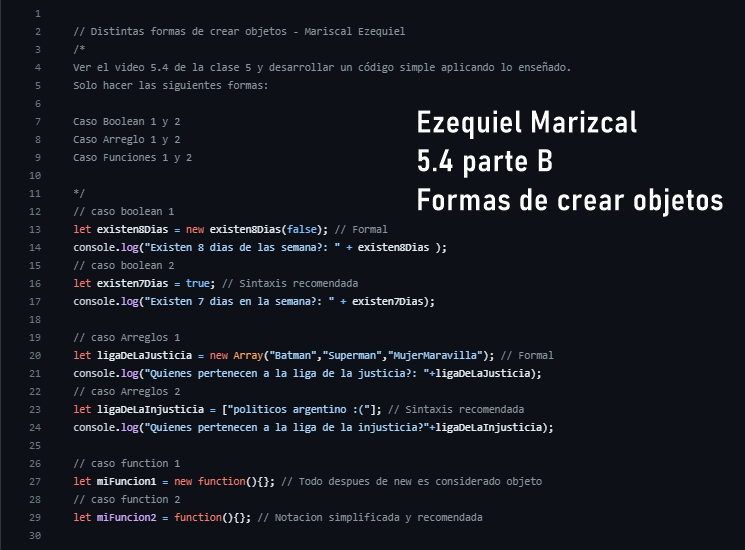 1
2 // Distintas formas de crear objetos - Mariscal Ezequiel
3 /*
4 Ver el video 5.4 de la clase 5 y desarrollar un código simple aplicando lo enseñado.
5 Solo hacer las siguientes formas:
6
7 Caso Boolean 1 y 2
8 Caso Arreglo 1 y 2
9 Caso Funciones 1 y 2
10
11 */
12 // caso boolean 1
13 let existen8Dias = new existen8Dias(false); // Formal
14 console.log("Existen 8 dias de las semana?: " + existen8Dias );
15 // caso boolean 2
16 let existen7Dias = true; // Sintaxis recomendada
17 console.log("Existen 7 dias en la semana?: " + existen7Dias);
18
19 // caso Arreglos 1
20 let ligaDeLaJusticia = new Array("Batman","Superman","MujerMaravilla"); // Formal
21 console.log("Quienes pertenecen a la liga de la justicia?: "+ligaDeLaJusticia);
22 // caso Arreglos 2
23 let ligaDeLaInjusticia = ["politicos argentino :("]; // Sintaxis recomendada
24 console.log("Quienes pertenecen a la liga de la injusticia?"+ligaDeLaInjusticia);
25
26 // caso function 1
27 let miFuncion1 = new function(){}; // Todo despues de new es considerado objeto
28 // caso function 2
29 let miFuncion2 = function(){}; // Notacion simplificada y recomendada
30
Ezequiel Marizcal
5.4 parte B
Formas de crear objetos